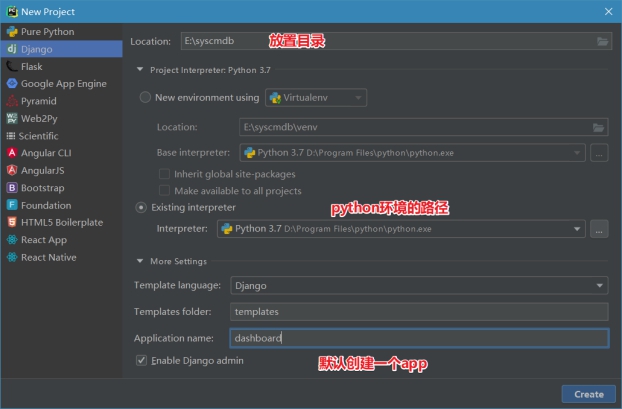 New Project
Pure Python
Django
Flask
Google App Engine
Pyramid
Web2Py
Scientific
Angular CLI
AngularJS
Bootstrap
Foundation
HTML5 Boilerplate
React App
React Native
Location: E:\syscmdb 放置目录
Project Interpreter: Python 3.7
New environment using Virtualenv
Location: E:\syscmdb\venv
Base interpreter: Python 3.7 D:\Program Files\python\python.exe ...
Inherit global site-packages
Make available to all projects
Existing interpreter python环境的路径
Interpreter: Python 3.7 D:\Program Files\python\python.exe ...
More Settings
Template language: Django
Templates folder: templates
Application name: dashboard
Enable Django admin 默认创建一个app
Create